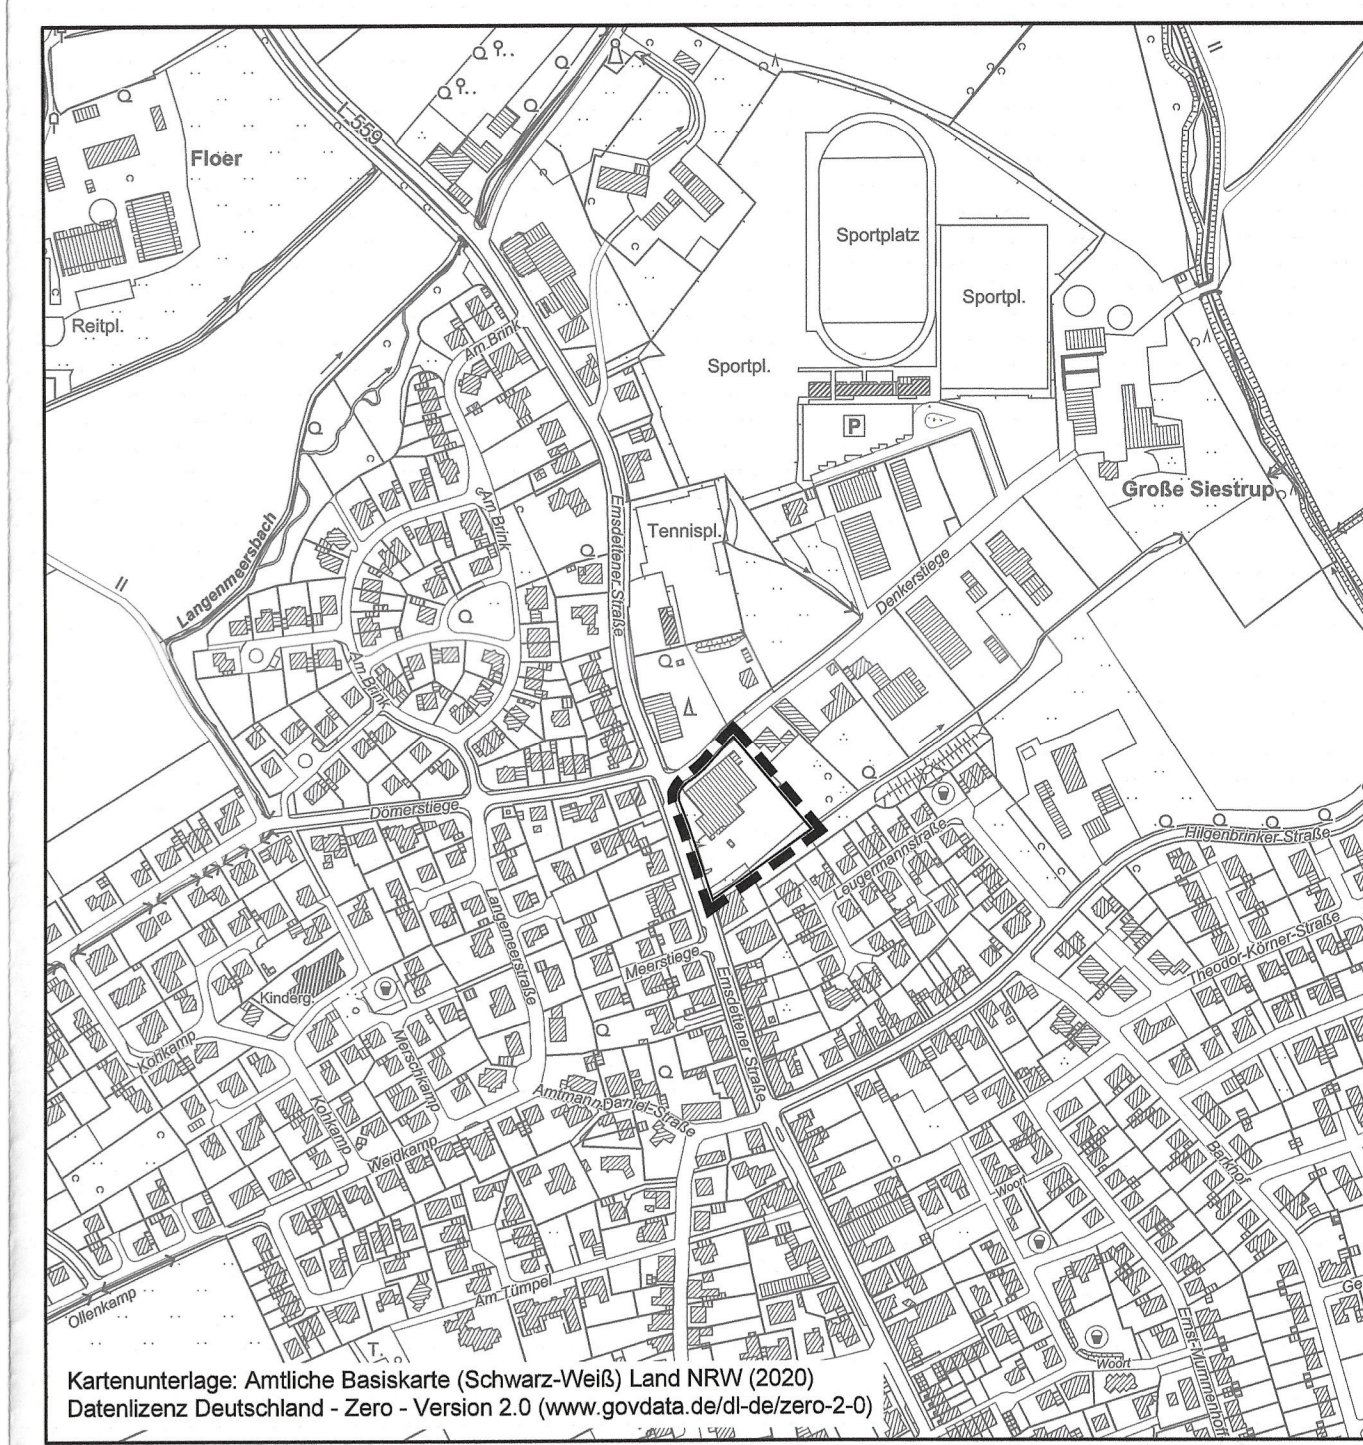 L 559
Floer
Sportplatz
Sportpl.
Reitpl.
Am Brink
Sportpl.
P
Große Siestrup
Am Brink
Emsdettener Straße
Tennispl.
Langenmeersbach
Denkerstiege
Am Brink
Dömerstiege
Hilgenbrinker-Straße
Leugermannstraße
Langemeerstraße
Theodor-Körner-Straße
Meerstiege
Kinderg.
Emsdettener Straße
Kohkamp
Merschkamp
Amtmann-Daniel-Straße
Kohkamp
Weidkamp
Barkhof
Woort
Am Tümpel
Ge
Ollenkamp
Ernst-Mummenhoff
T.
Woort
Kartenunterlage: Amtliche Basiskarte (Schwarz-Weiß) Land NRW (2020)
Datenlizenz Deutschland - Zero - Version 2.0 (www.govdata.de/dl-de/zero-2-0)